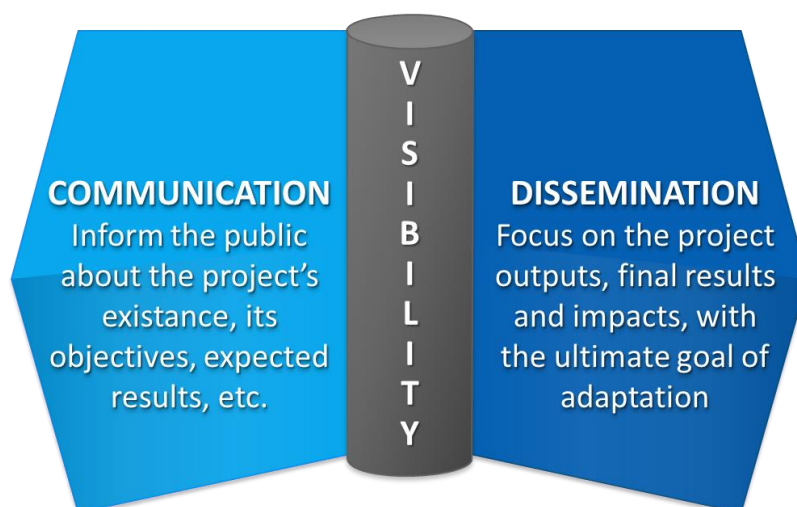 COMMUNICATION
Inform the public
about the project's
existance, its
objectives, expected
results, etc.
VISIBILITY
DISSEMINATION
Focus on the project
outputs, final results
and impacts, with
the ultimate goal of
adaptation